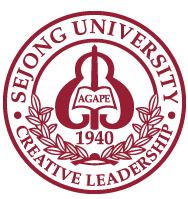 SEJONG UNIVERSITY
AGAPE
1940
· CREATIVE LEADERSHIP ·